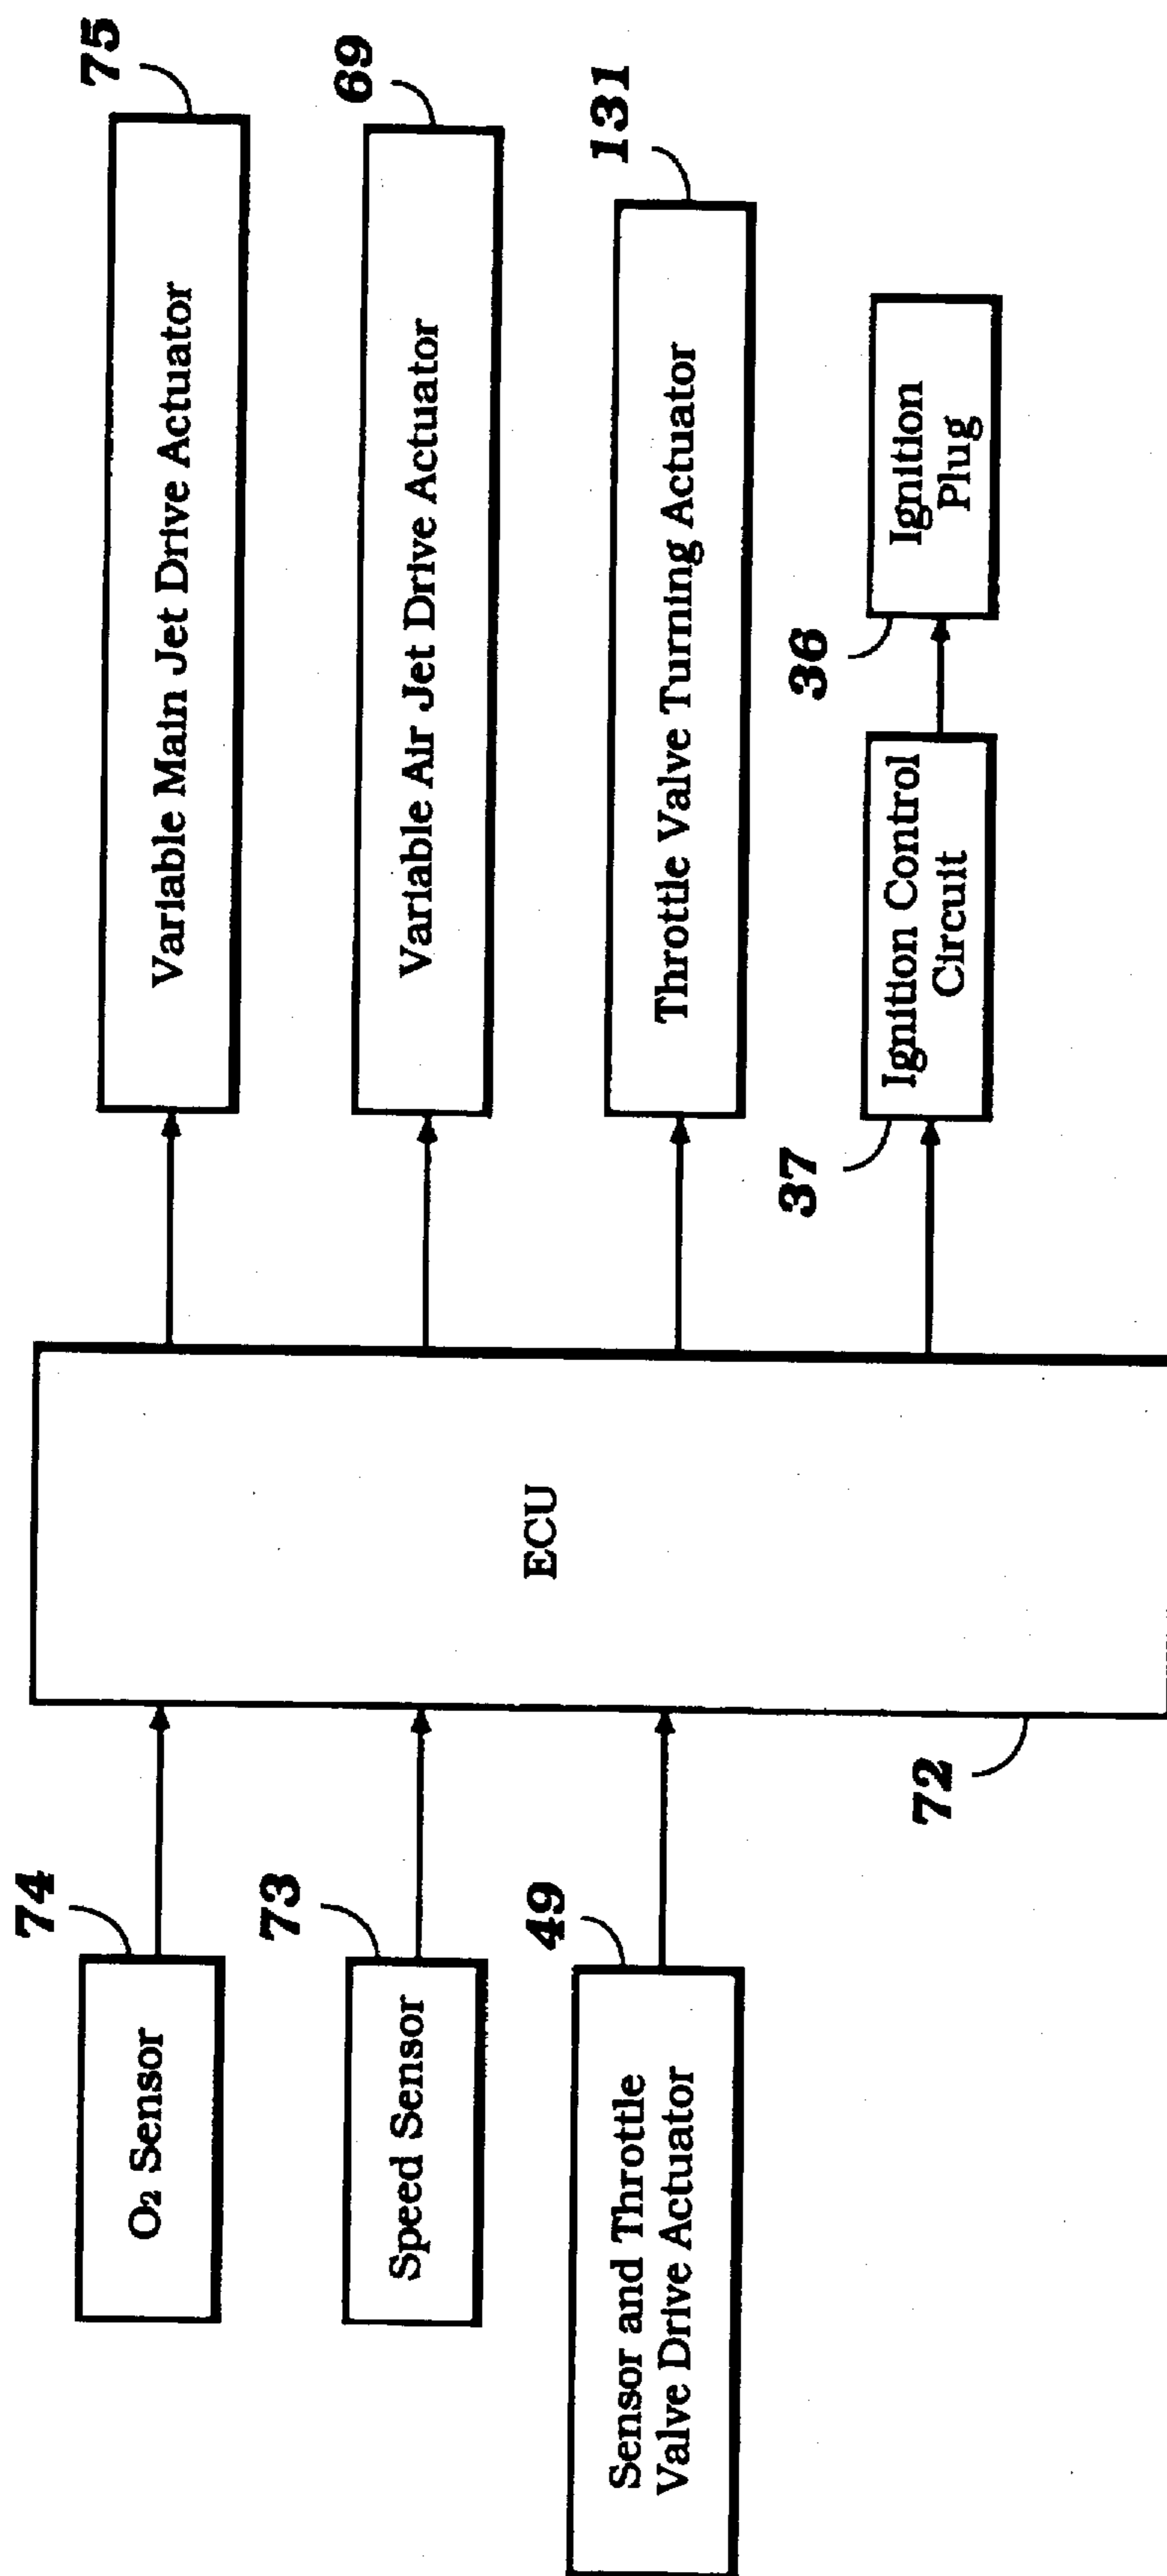 74
O₂ Sensor
73
Speed Sensor
49
Sensor and Throttle
Valve Drive Actuator
ECU
72
75
Variable Main Jet Drive Actuator
69
Variable Air Jet Drive Actuator
131
Throttle Valve Turning Actuator
37
Ignition Control
Circuit
36
Ignition
Plug